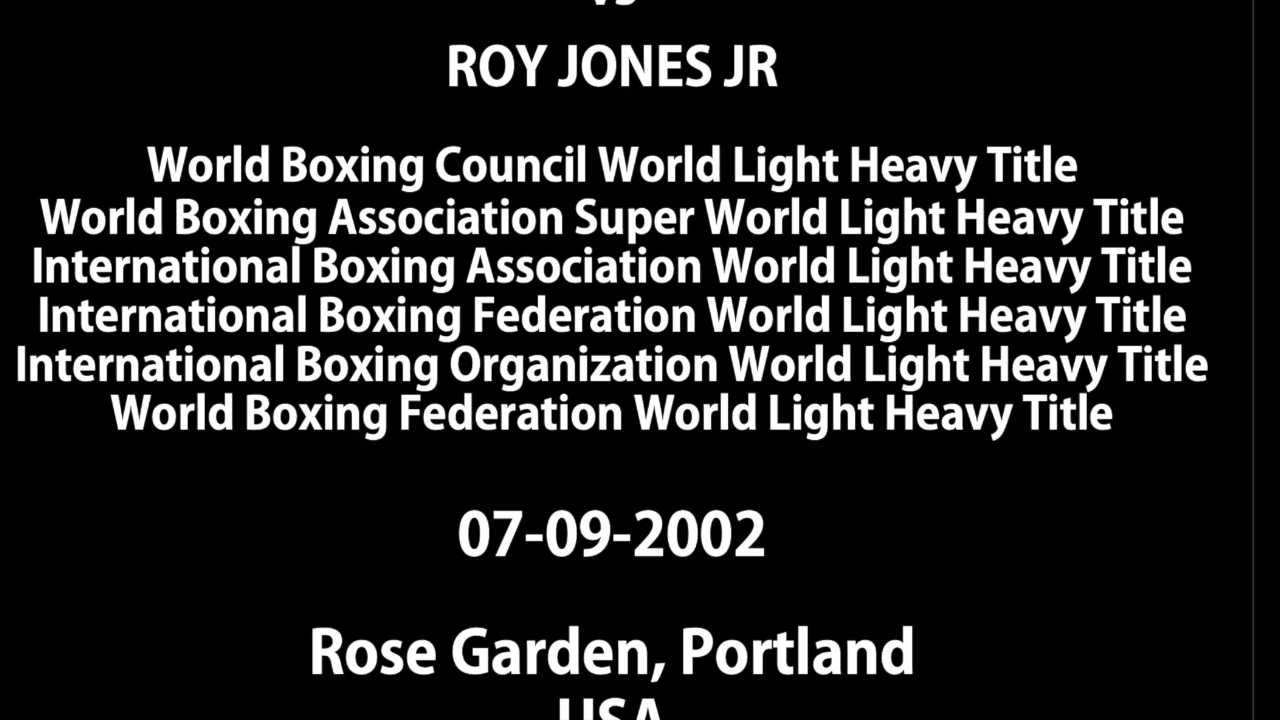 vs
ROY JONES JR
World Boxing Council World Light Heavy Title
World Boxing Association Super World Light Heavy Title
International Boxing Association World Light Heavy Title
International Boxing Federation World Light Heavy Title
International Boxing Organization World Light Heavy Title
World Boxing Federation World Light Heavy Title
07-09-2002
Rose Garden, Portland
USA